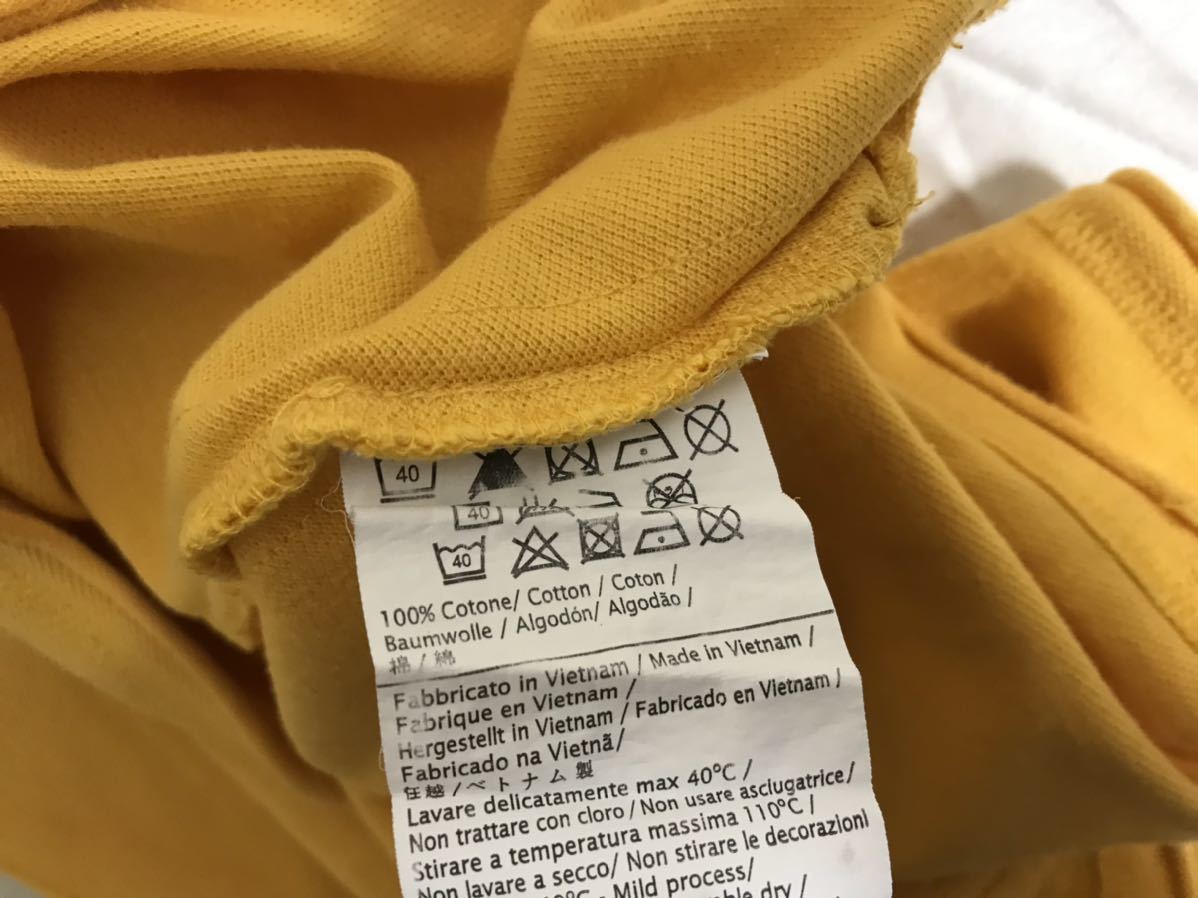 40
40
40
100% Cotone/ Cotton / Coton /
Baumwolle / Algodón/ Algodão /
棉 / 綿
Fabbricato in Vietnam / Made in Vietnam /
Fabrique en Vietnam /
Hergestellt in Vietnam / Fabricado en Vietnam /
Fabricado na Vietnã/
在越 / ベトナム製
Lavare delicatamente max 40°C /
Non trattare con cloro / Non usare asciugatrice/
Stirare a temperatura massima 110°C /
Non lavare a secco/ Non stirare le decorazioni
- Mild process/
dry /